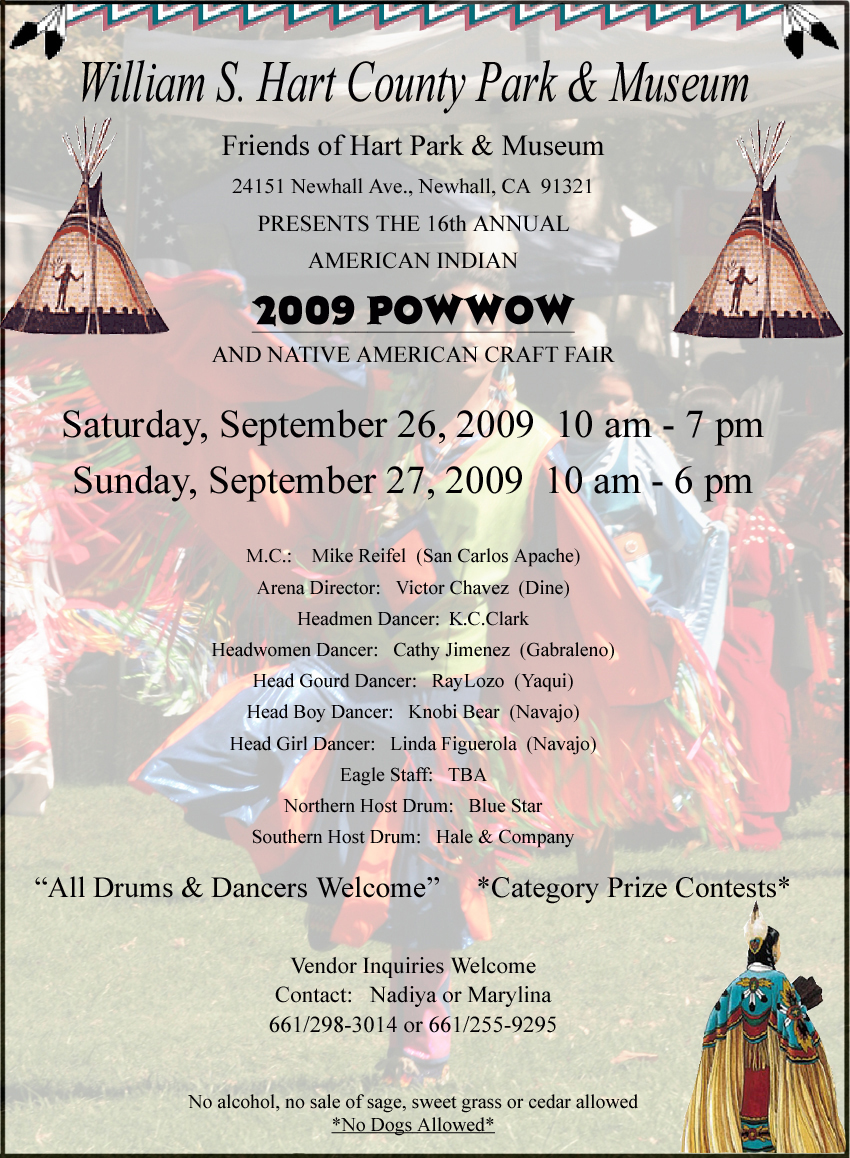 William S. Hart County Park & Museum
Friends of Hart Park & Museum
24151 Newhall Ave., Newhall, CA  91321
PRESENTS THE 16th ANNUAL
AMERICAN INDIAN
2009 POWWOW
AND NATIVE AMERICAN CRAFT FAIR
Saturday, September 26, 2009  10 am - 7 pm
Sunday, September 27, 2009  10 am - 6 pm
M.C.:   Mike Reifel  (San Carlos Apache)
Arena Director:   Victor Chavez  (Dine)
Headmen Dancer:  K.C.Clark
Headwomen Dancer:   Cathy Jimenez  (Gabraleno)
Head Gourd Dancer:   RayLozo  (Yaqui)
Head Boy Dancer:   Knobi Bear  (Navajo)
Head Girl Dancer:   Linda Figuerola  (Navajo)
Eagle Staff:   TBA
Northern Host Drum:   Blue Star
Southern Host Drum:   Hale & Company
“All Drums & Dancers Welcome”     *Category Prize Contests*
Vendor Inquiries Welcome
Contact:   Nadiya or Marylina
661/298-3014 or 661/255-9295
No alcohol, no sale of sage, sweet grass or cedar allowed
*No Dogs Allowed*